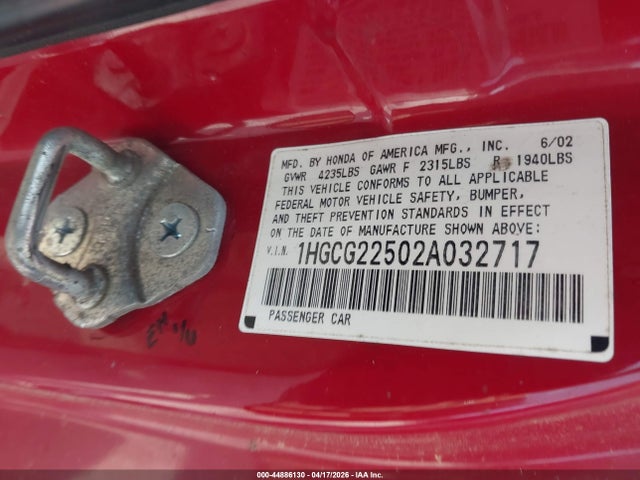 MFD. BY HONDA OF AMERICA MFG., INC. 6/02
GVWR 4235LBS GAWR F 2315LBS R 1940LBS
THIS VEHICLE CONFORMS TO ALL APPLICABLE
FEDERAL MOTOR VEHICLE SAFETY, BUMPER,
AND THEFT PREVENTION STANDARDS IN EFFECT
ON THE DATE OF MANUFACTURE SHOWN ABOVE:
V.I.N. 1HGCG22502A032717
PASSENGER CAR
000-44886130 - 04/17/2026 - IAA Inc.